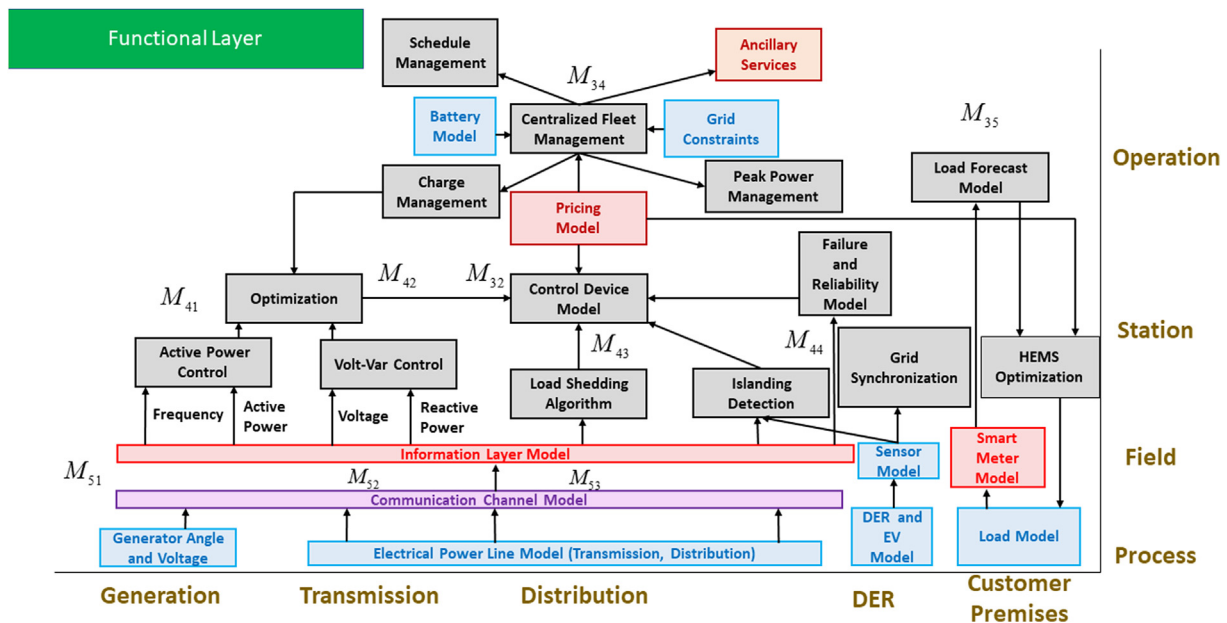 Functional Layer
Schedule
Management
M34
Ancillary
Services
Battery
Model
Centralized Fleet
Management
Grid
Constraints
M35
Operation
Charge
Management
Pricing
Model
Peak Power
Management
Load Forecast
Model
Failure
and
Reliability
Model
M41
Optimization
M42
M32
Control Device
Model
Station
Active Power
Control
Volt-Var Control
M43
M44
Grid
Synchronization
HEMS
Optimization
Load Shedding
Algorithm
Islanding
Detection
Frequency
Active
Power
Voltage
Reactive
Power
Information Layer Model
Sensor
Model
Smart
Meter
Model
Field
M51
M52
M53
Communication Channel Model
Generator Angle
and Voltage
Electrical Power Line Model (Transmission, Distribution)
DER and
EV
Model
Load Model
Process
Generation
Transmission
Distribution
DER
Customer
Premises